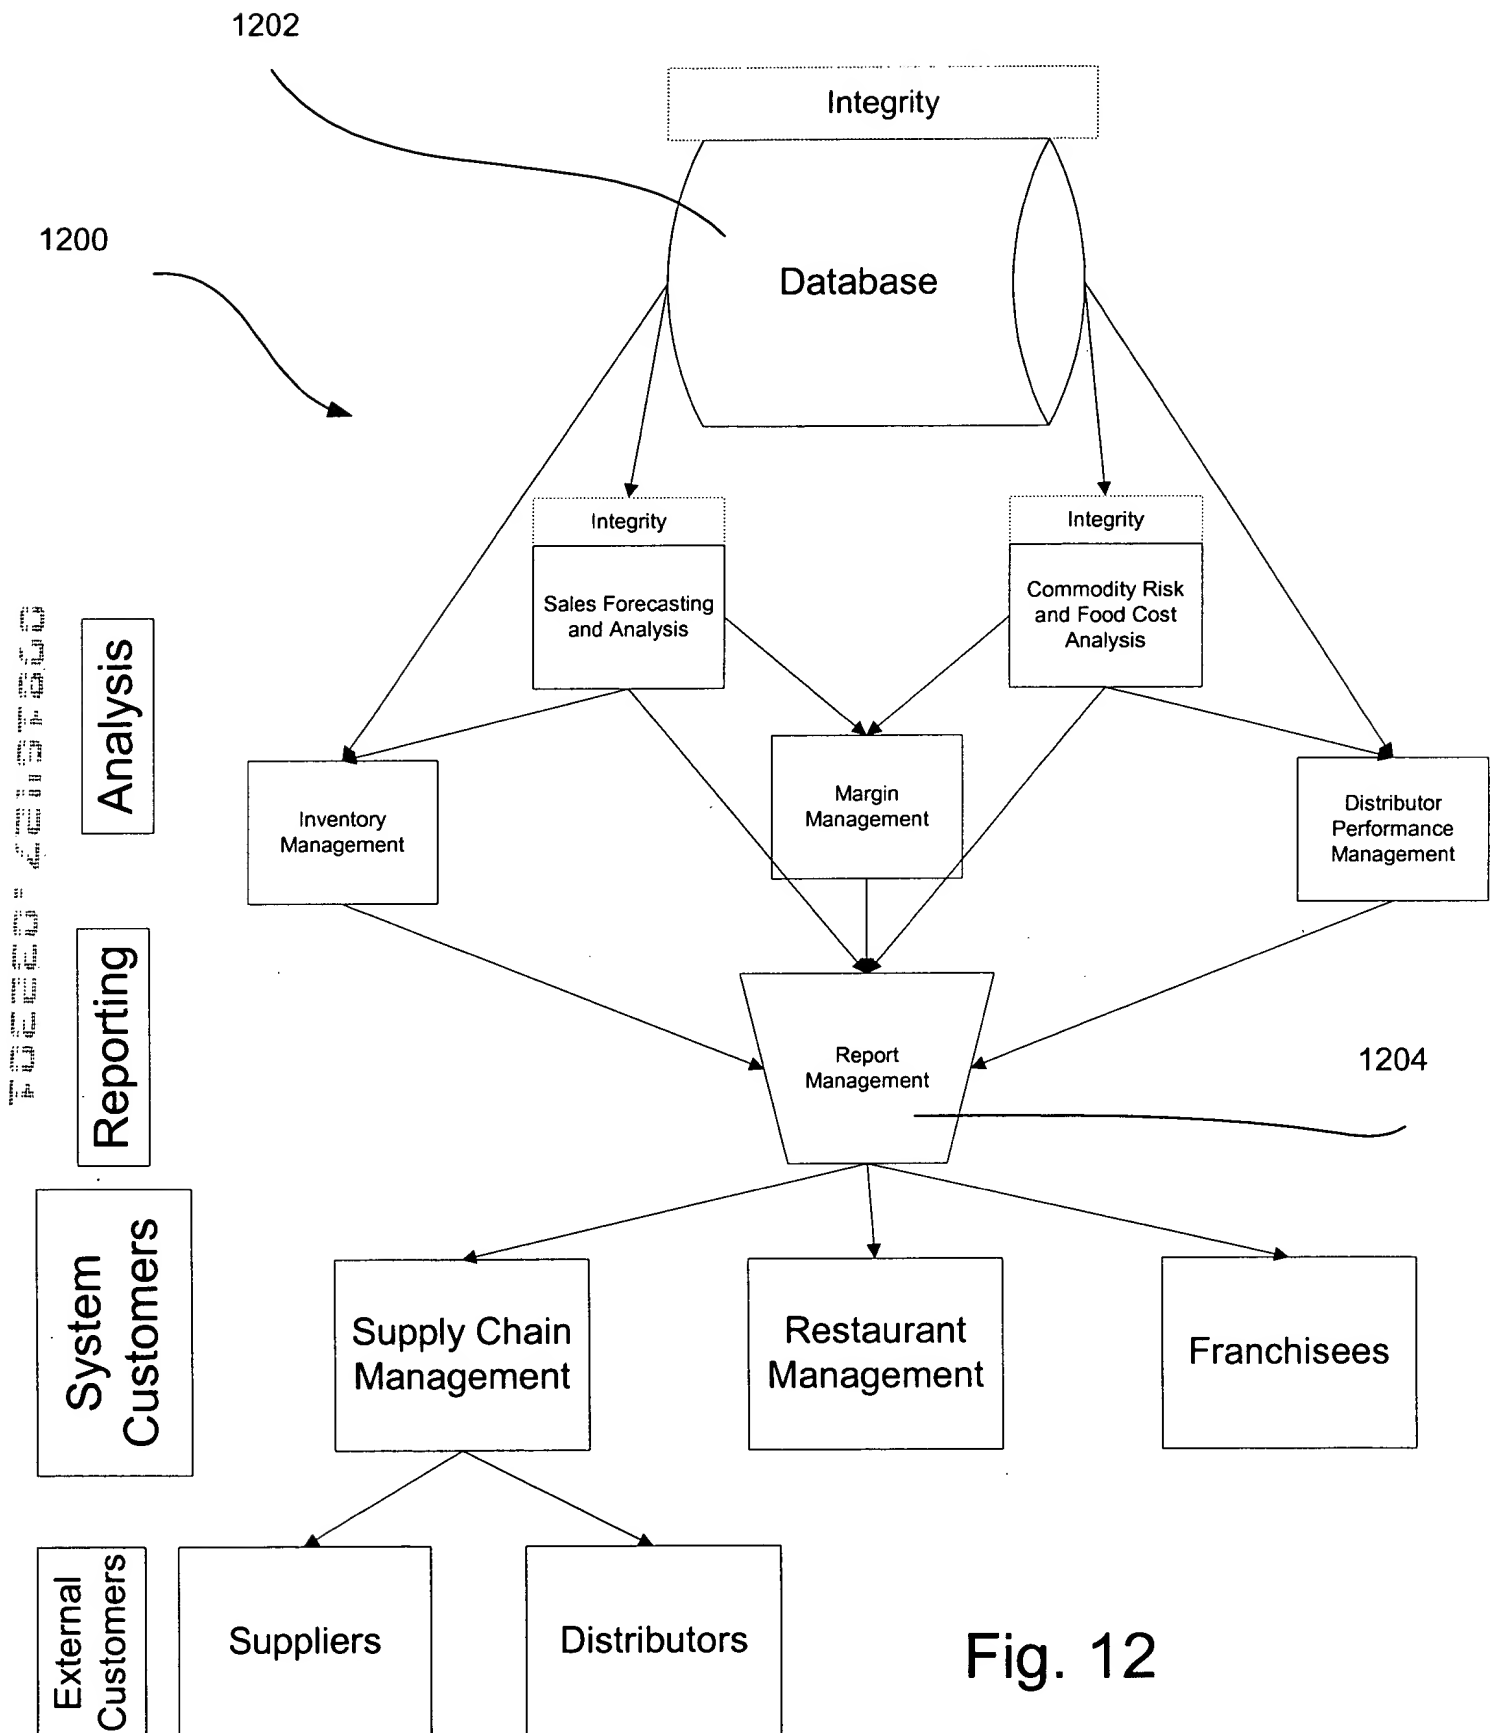 1202
Integrity
1200
Database
Integrity
Integrity
Sales Forecasting
and Analysis
Commodity Risk
and Food Cost
Analysis
Analysis
Inventory
Management
Margin
Management
Distributor
Performance
Management
Reporting
Report
Management
1204
System
Customers
Supply Chain
Management
Restaurant
Management
Franchisees
External
Customers
Suppliers
Distributors
Fig. 12